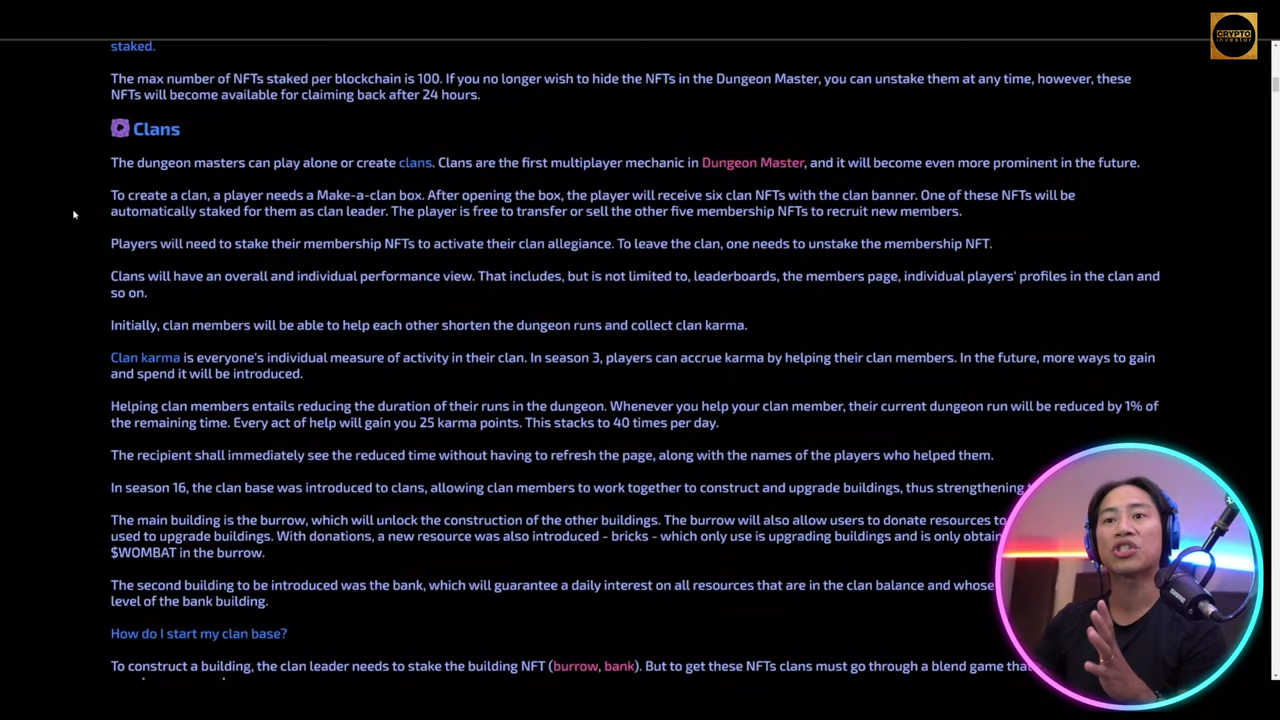 CRYPTO
Investor
staked.
The max number of NFTs staked per blockchain is 100. If you no longer wish to hide the NFTs in the Dungeon Master, you can unstake them at any time, however, these
NFTs will become available for claiming back after 24 hours.
Clans
The dungeon masters can play alone or create clans. Clans are the first multiplayer mechanic in Dungeon Master, and it will become even more prominent in the future.
To create a clan, a player needs a Make-a-clan box. After opening the box, the player will receive six clan NFTs with the clan banner. One of these NFTs will be
automatically staked for them as clan leader. The player is free to transfer or sell the other five membership NFTs to recruit new members.
Players will need to stake their membership NFTs to activate their clan allegiance. To leave the clan, one needs to unstake the membership NFT.
Clans will have an overall and individual performance view. That includes, but is not limited to, leaderboards, the members page, individual players' profiles in the clan and
so on.
Initially, clan members will be able to help each other shorten the dungeon runs and collect clan karma.
Clan karma is everyone's individual measure of activity in their clan. In season 3, players can accrue karma by helping their clan members. In the future, more ways to gain
and spend it will be introduced.
Helping clan members entails reducing the duration of their runs in the dungeon. Whenever you help your clan member, their current dungeon run will be reduced by 1% of
the remaining time. Every act of help will gain you 25 karma points. This stacks to 40 times per day.
The recipient shall immediately see the reduced time without having to refresh the page, along with the names of the players who helped them.
In season 16, the clan base was introduced to clans, allowing clan members to work together to construct and upgrade buildings, thus strengthening
The main building is the burrow, which will unlock the construction of the other buildings. The burrow will also allow users to donate resources to
used to upgrade buildings. With donations, a new resource was also introduced - bricks - which only use is upgrading buildings and is only
$WOMBAT in the burrow.
The second building to be introduced was the bank, which will guarantee a daily interest on all resources that are in the clan balance and whose
level of the bank building.
How do I start my clan base?
To construct a building, the clan leader needs to stake the building NFT (burrow, bank). But to get these NFTs clans must go through a blend game